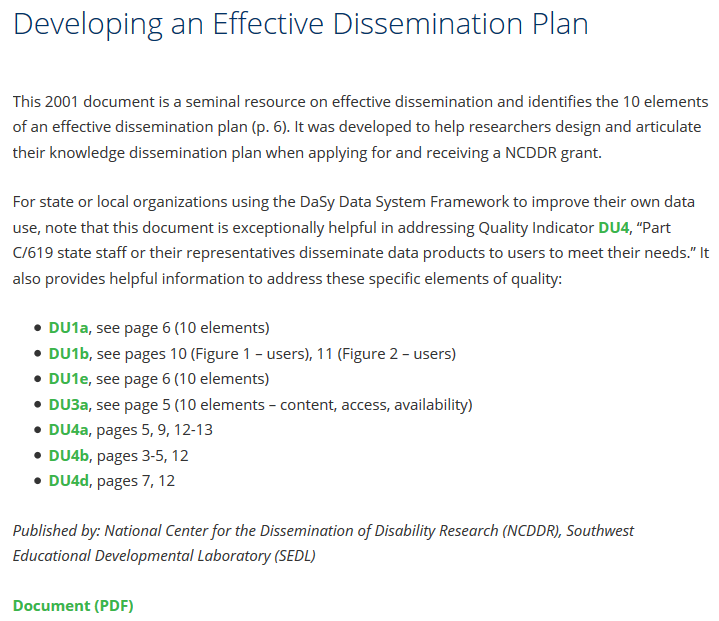 Developing an Effective Dissemination Plan
This 2001 document is a seminal resource on effective dissemination and identifies the 10 elements
of an effective dissemination plan (p. 6). It was developed to help researchers design and articulate
their knowledge dissemination plan when applying for and receiving a NCDDR grant.
For state or local organizations using the DaSy Data System Framework to improve their own data
use, note that this document is exceptionally helpful in addressing Quality Indicator DU4, “Part
C/619 state staff or their representatives disseminate data products to users to meet their needs.” It
also provides helpful information to address these specific elements of quality:
• DU1a, see page 6 (10 elements)
• DU1b, see pages 10 (Figure 1 – users), 11 (Figure 2 – users)
• DU1e, see page 6 (10 elements)
• DU3a, see page 5 (10 elements – content, access, availability)
• DU4a, pages 5, 9, 12-13
• DU4b, pages 3-5, 12
• DU4d, pages 7, 12
Published by: National Center for the Dissemination of Disability Research (NCDDR), Southwest
Educational Developmental Laboratory (SEDL)
Document (PDF)